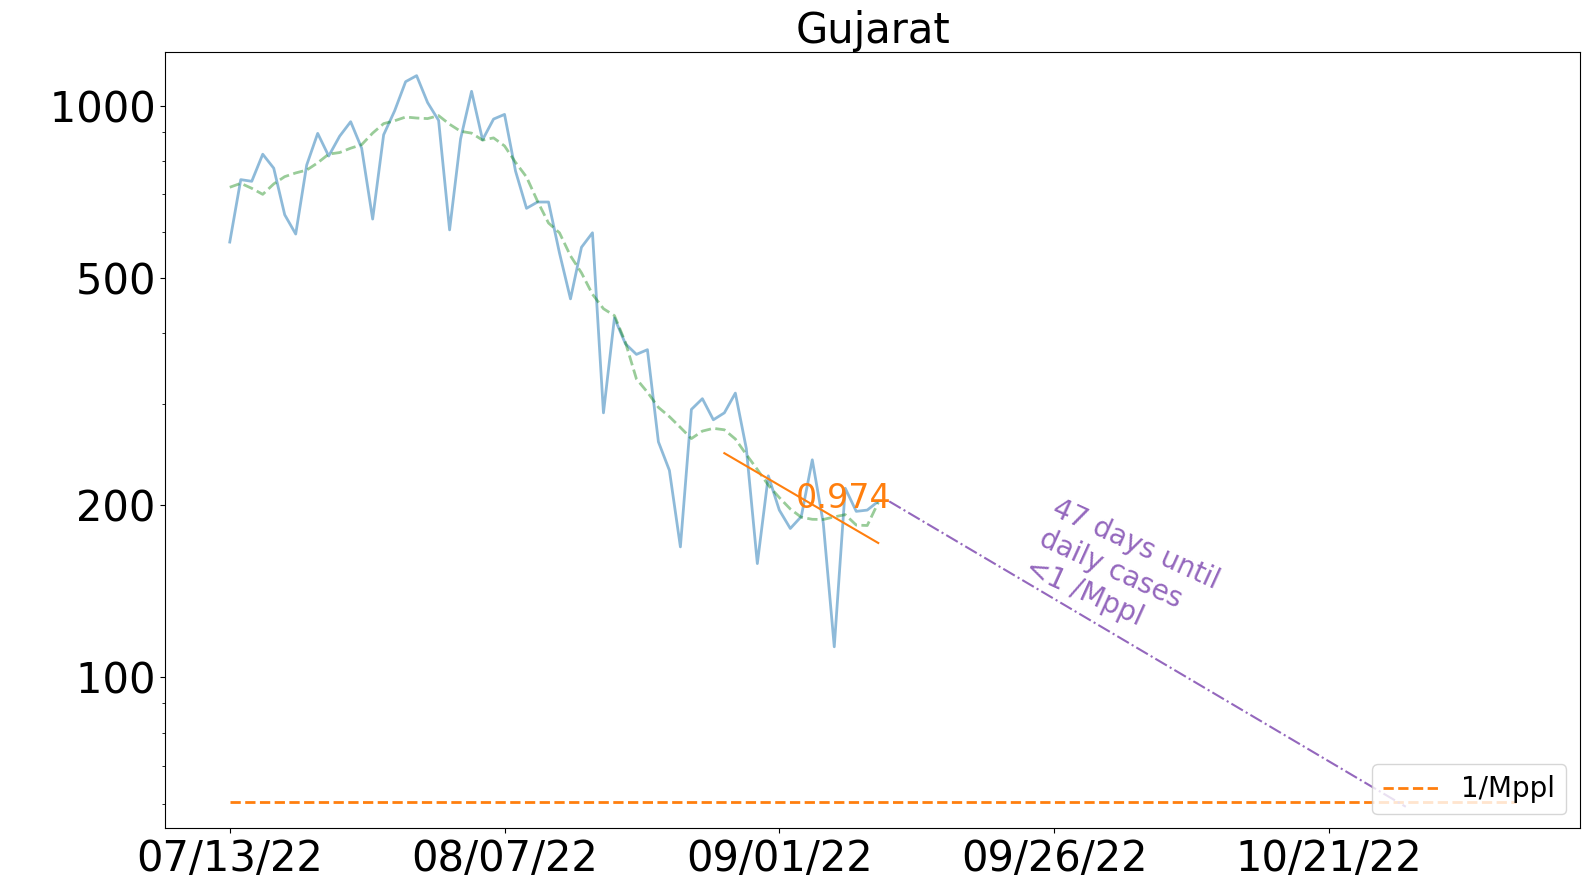 Gujarat
1000
500
200
100
0.974
47 days until
daily cases
<1 /Mppl
1/Mppl
07/13/22
08/07/22
09/01/22
09/26/22
10/21/22